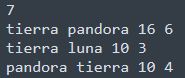 7
tierra pandora 16 6
tierra luna 10 3
pandora tierra 10 4